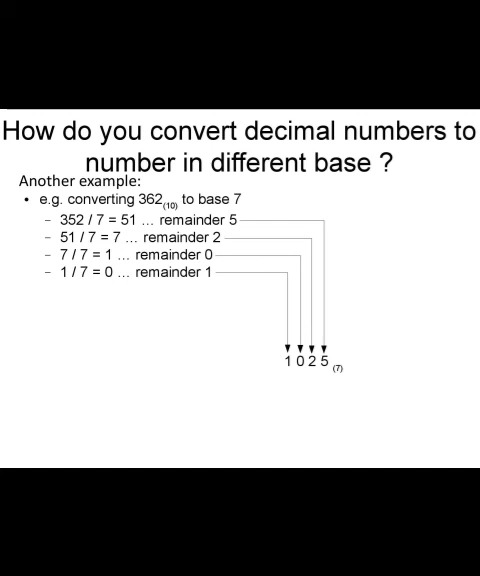 How do you convert decimal numbers to
number in different base ?
Another example:
• e.g. converting 362(10) to base 7
– 352 / 7 = 51 … remainder 5
– 51 / 7 = 7 … remainder 2
– 7 / 7 = 1 … remainder 0
– 1 / 7 = 0 … remainder 1
1 0 2 5 (7)